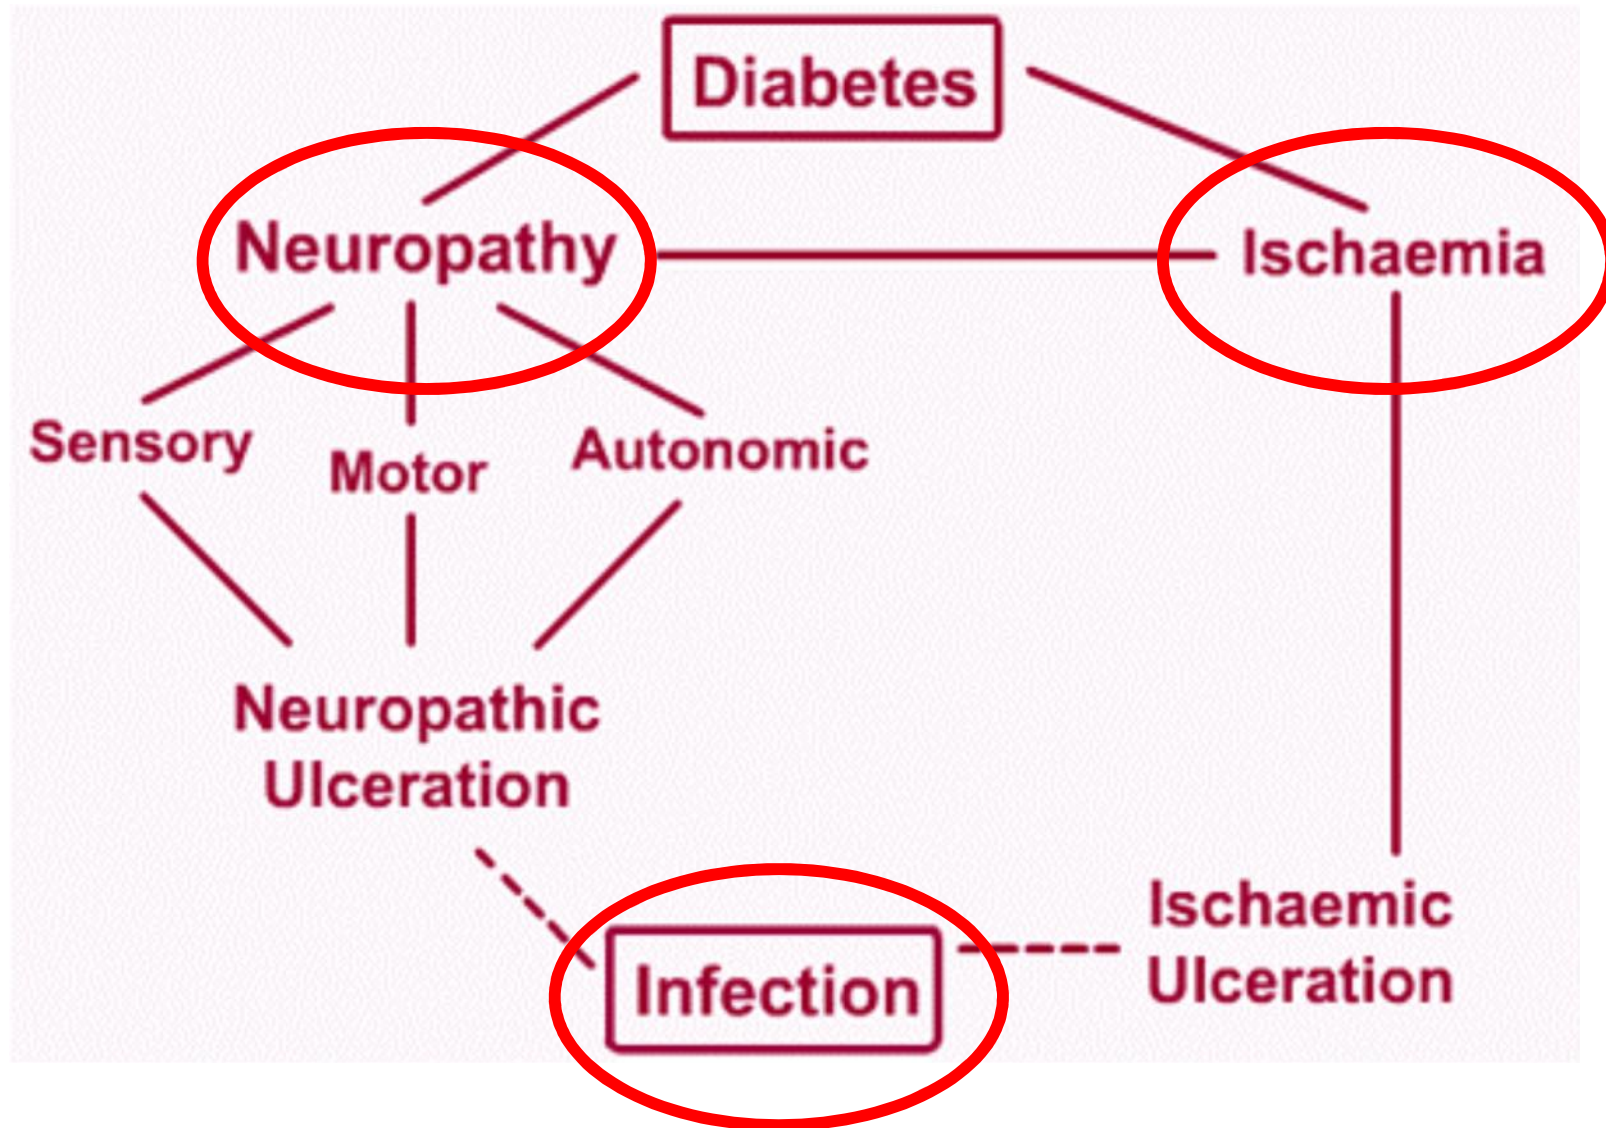 Diabetes
Neuropathy
Ischaemia
Sensory
Motor
Autonomic
Neuropathic
Ulceration
Infection
Ischaemic
Ulceration